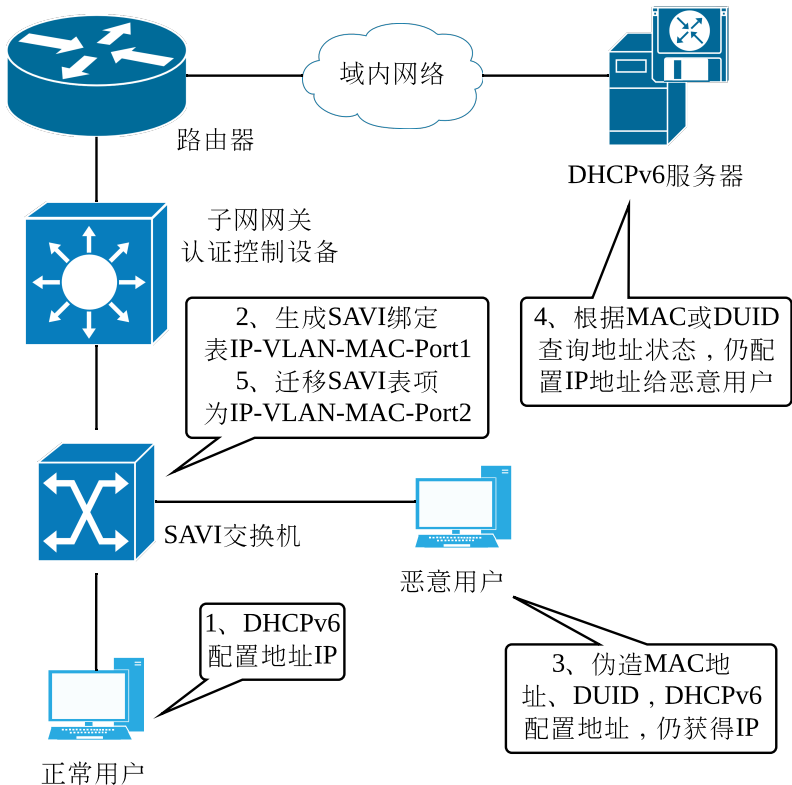 域内网络
路由器
DHCPv6服务器
子网网关
认证控制设备
2、生成SAVI绑定
表IP-VLAN-MAC-Port1
5、迁移SAVI表项
为IP-VLAN-MAC-Port2
4、根据MAC或DUID
查询地址状态，仍配
置IP地址给恶意用户
SAVI交换机
恶意用户
1、DHCPv6
配置地址IP
3、伪造MAC地
址、DUID，DHCPv6
配置地址，仍获得IP
正常用户